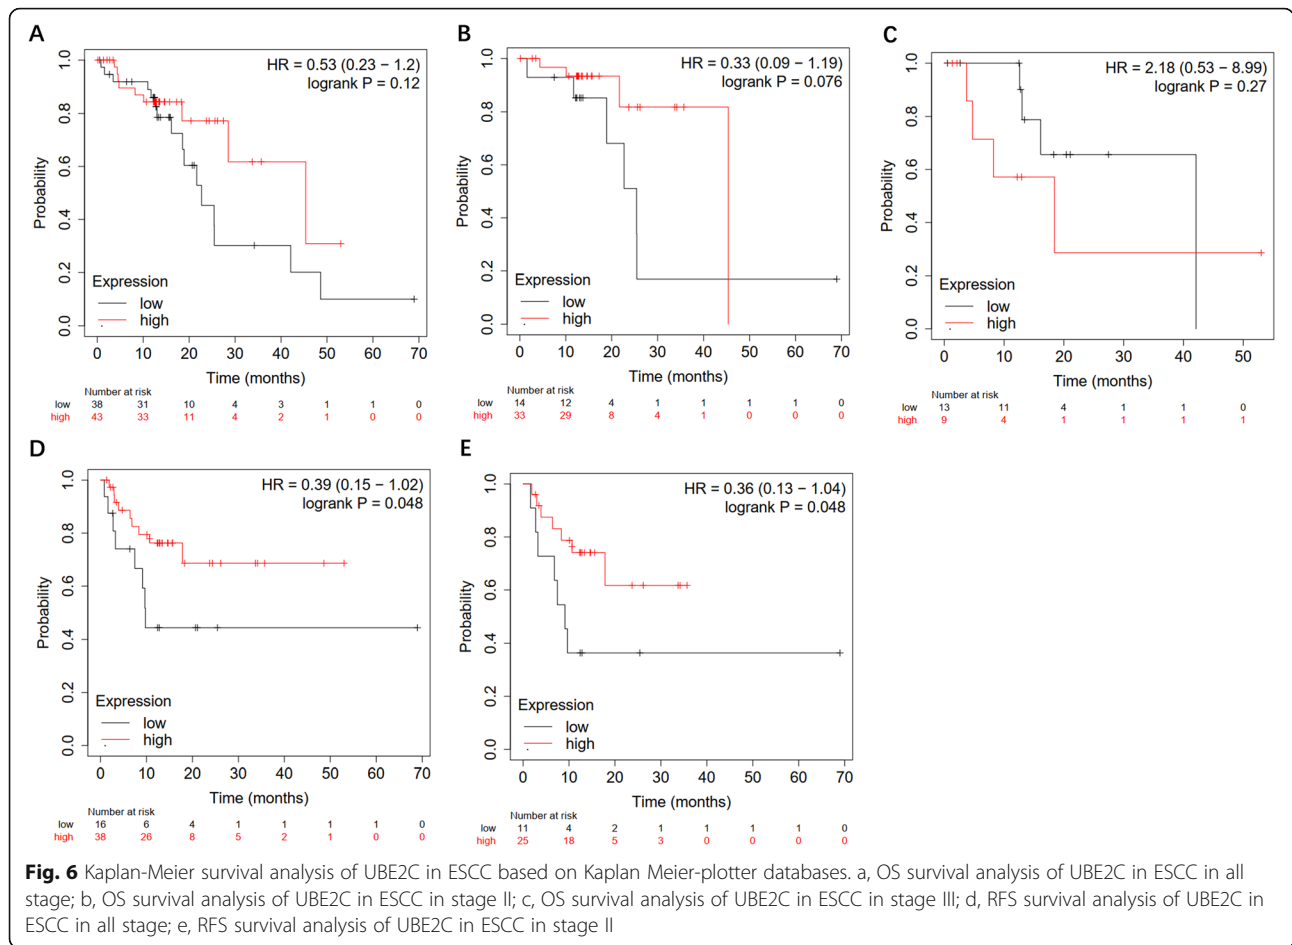 A
HR = 0.53 (0.23 − 1.2)
logrank P = 0.12
Probability
1.0
0.8
0.6
0.4
0.2
0.0
Expression
low
high
0 10 20 30 40 50 60 70
Time (months)
Number at risk
low 38 31 10 4 3 1 1 0
high 43 33 11 4 2 1 0 0
B
HR = 0.33 (0.09 − 1.19)
logrank P = 0.076
Probability
1.0
0.8
0.6
0.4
0.2
0.0
Expression
low
high
0 10 20 30 40 50 60 70
Time (months)
Number at risk
low 14 12 4 1 1 1 1 0
high 33 29 8 4 1 0 0 0
C
HR = 2.18 (0.53 − 8.99)
logrank P = 0.27
Probability
1.0
0.8
0.6
0.4
0.2
0.0
Expression
low
high
0 10 20 30 40 50
Time (months)
Number at risk
low 13 11 4 1 1 0
high 9 4 1 1 1 1
D
HR = 0.39 (0.15 − 1.02)
logrank P = 0.048
Probability
1.0
0.8
0.6
0.4
0.2
0.0
Expression
low
high
0 10 20 30 40 50 60 70
Time (months)
Number at risk
low 16 6 4 1 1 1 1 0
high 38 26 8 5 2 1 0 0
E
HR = 0.36 (0.13 − 1.04)
logrank P = 0.048
Probability
1.0
0.8
0.6
0.4
0.2
0.0
Expression
low
high
0 10 20 30 40 50 60 70
Time (months)
Number at risk
low 11 4 2 1 1 1 1 0
high 25 18 5 3 0 0 0 0
Fig. 6 Kaplan-Meier survival analysis of UBE2C in ESCC based on Kaplan Meier-plotter databases. a, OS survival analysis of UBE2C in ESCC in all
stage; b, OS survival analysis of UBE2C in ESCC in stage II; c, OS survival analysis of UBE2C in ESCC in stage III; d, RFS survival analysis of UBE2C in
ESCC in all stage; e, RFS survival analysis of UBE2C in ESCC in stage II